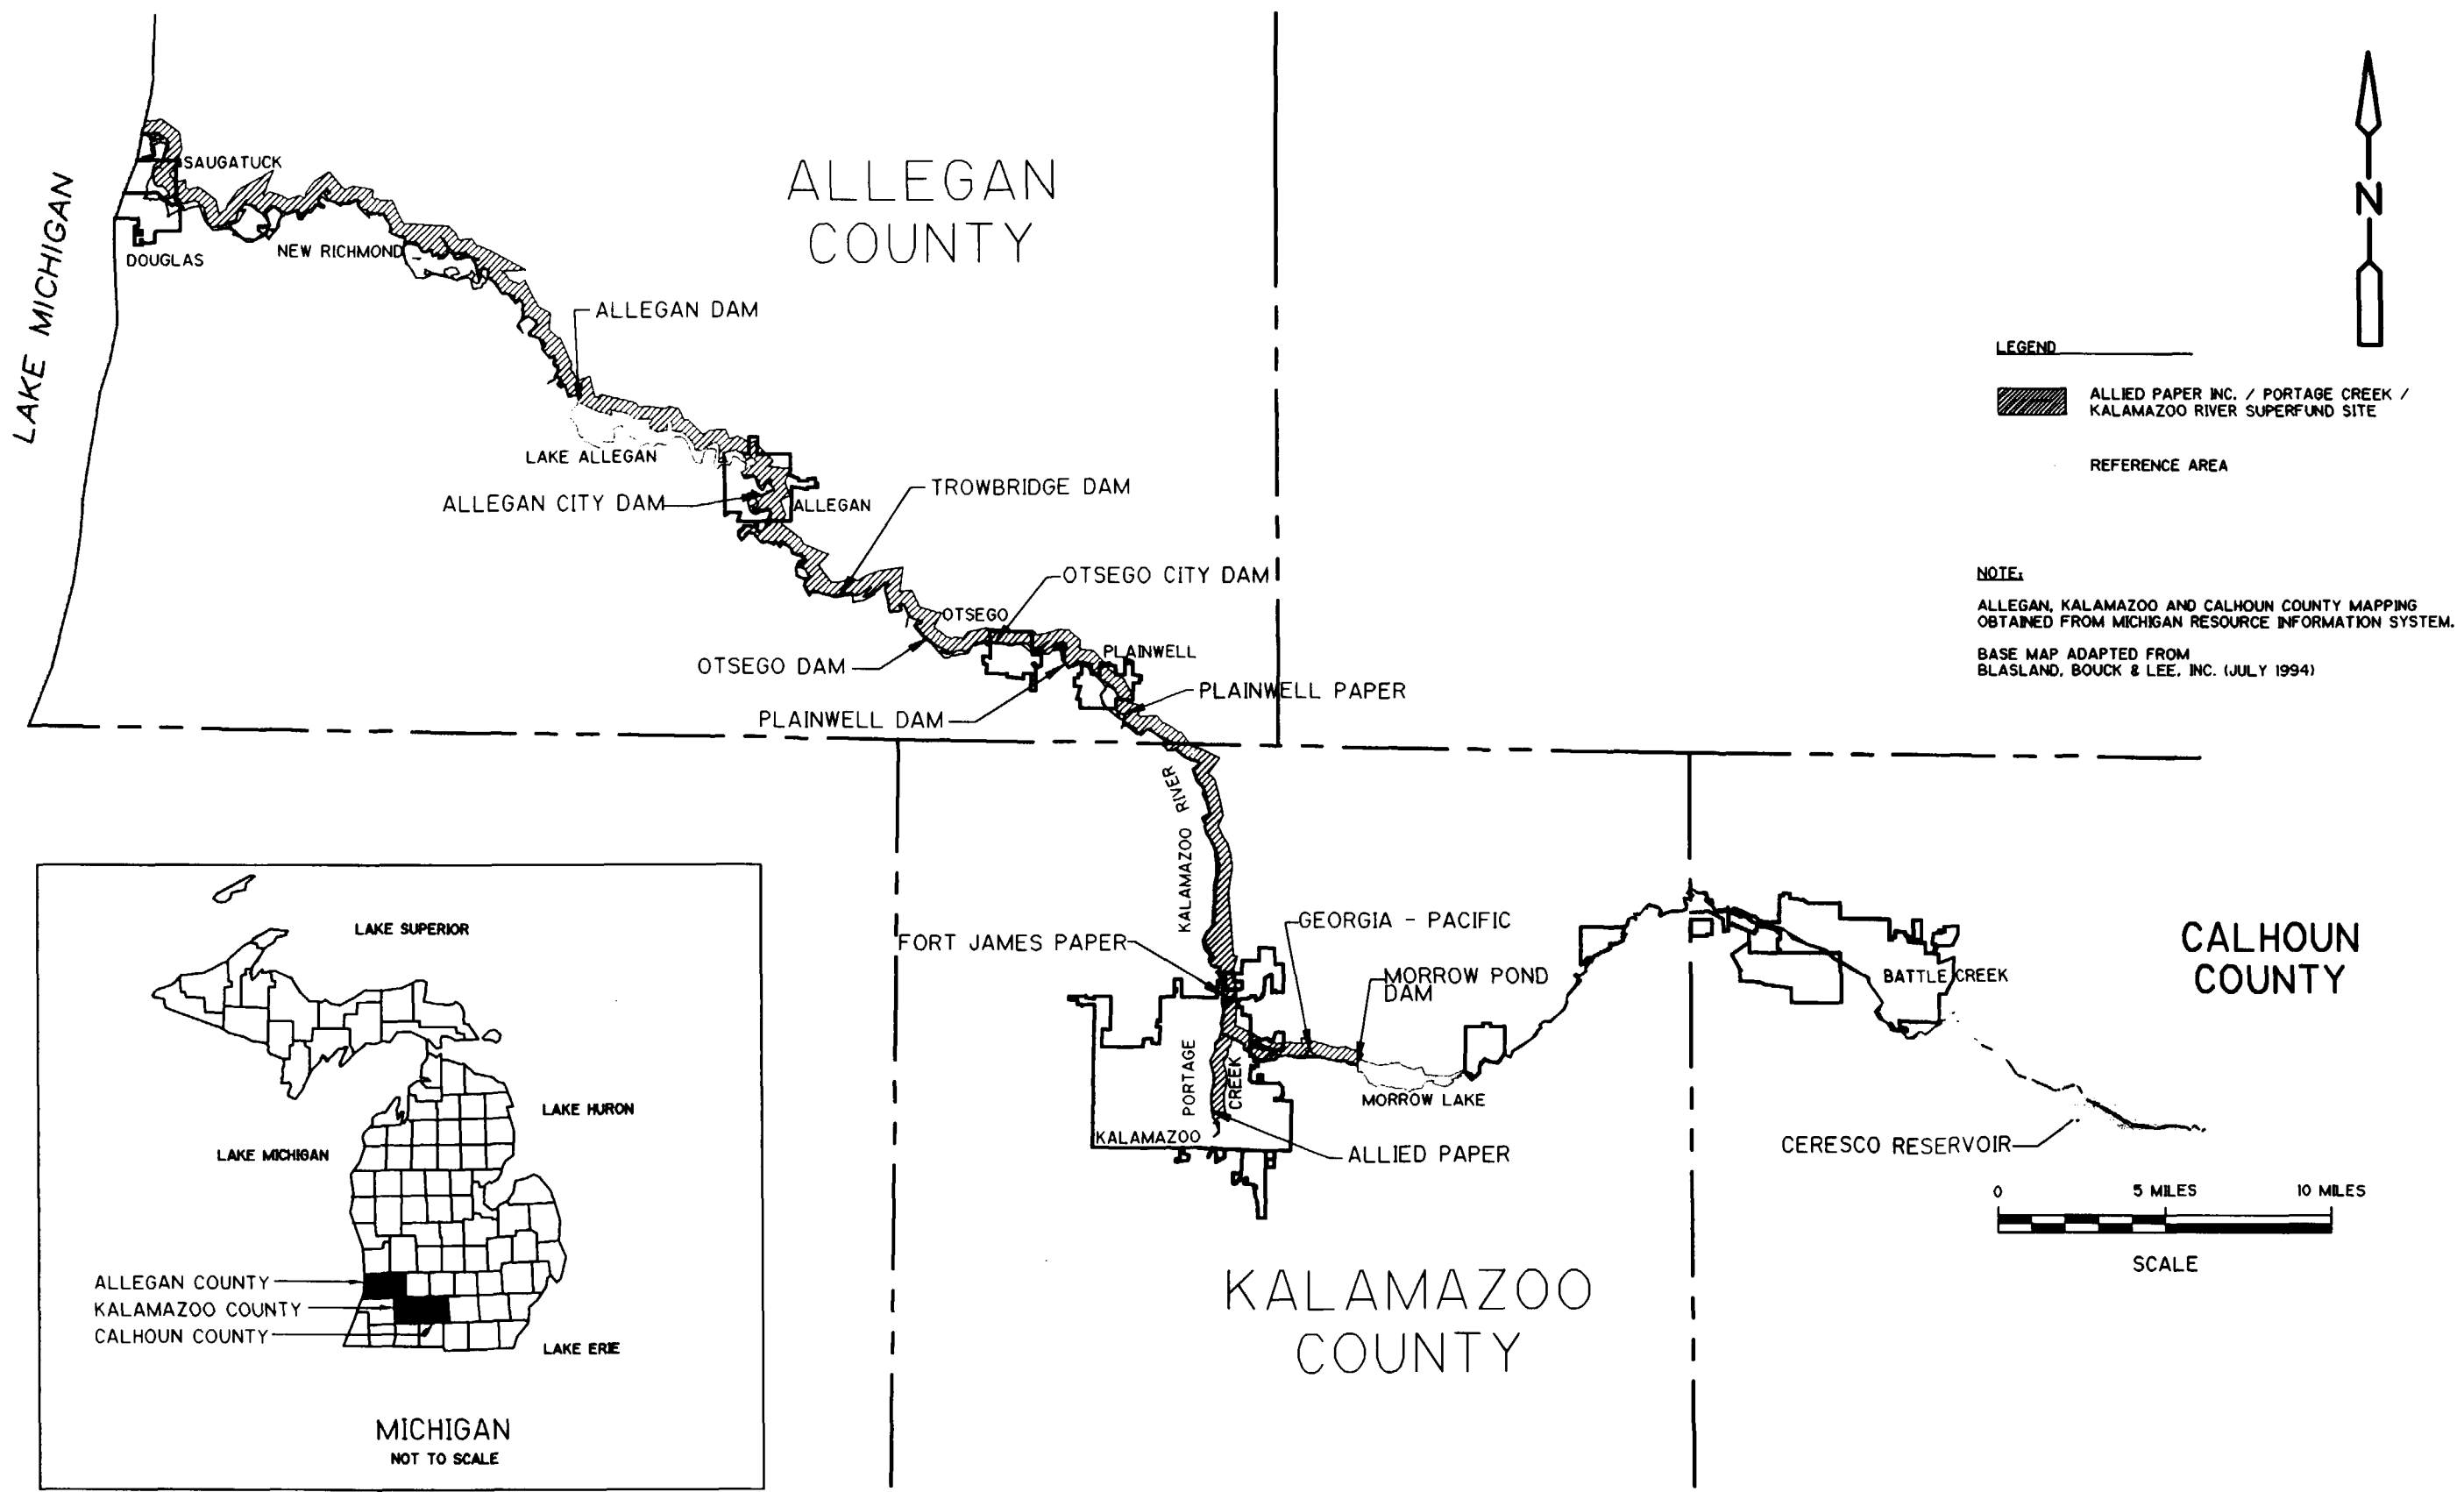 ALLEGAN
COUNTY
LAKE MICHIGAN
SAUGATUCK
DOUGLAS
NEW RICHMOND
ALLEGAN DAM
LAKE ALLEGAN
ALLEGAN CITY DAM
ALLEGAN
TROWBRIDGE DAM
OTSEGO CITY DAM
OTSEGO
OTSEGO DAM
PLAINWELL
PLAINWELL PAPER
PLAINWELL DAM
N
LEGEND
ALLIED PAPER INC. / PORTAGE CREEK /
KALAMAZOO RIVER SUPERFUND SITE
REFERENCE AREA
NOTE:
ALLEGAN, KALAMAZOO AND CALHOUN COUNTY MAPPING
OBTAINED FROM MICHIGAN RESOURCE INFORMATION SYSTEM.
BASE MAP ADAPTED FROM
BLASLAND, BOUCK & LEE, INC. (JULY 1994)
KALAMAZOO RIVER
FORT JAMES PAPER
GEORGIA - PACIFIC
MORROW POND
DAM
MORROW LAKE
PORTAGE
CREEK
KALAMAZOO
ALLIED PAPER
BATTLE CREEK
CALHOUN
COUNTY
CERESCO RESERVOIR
0 5 MILES 10 MILES
SCALE
KALAMAZOO
COUNTY
LAKE SUPERIOR
LAKE HURON
LAKE MICHIGAN
ALLEGAN COUNTY
KALAMAZOO COUNTY
CALHOUN COUNTY
LAKE ERIE
MICHIGAN
NOT TO SCALE